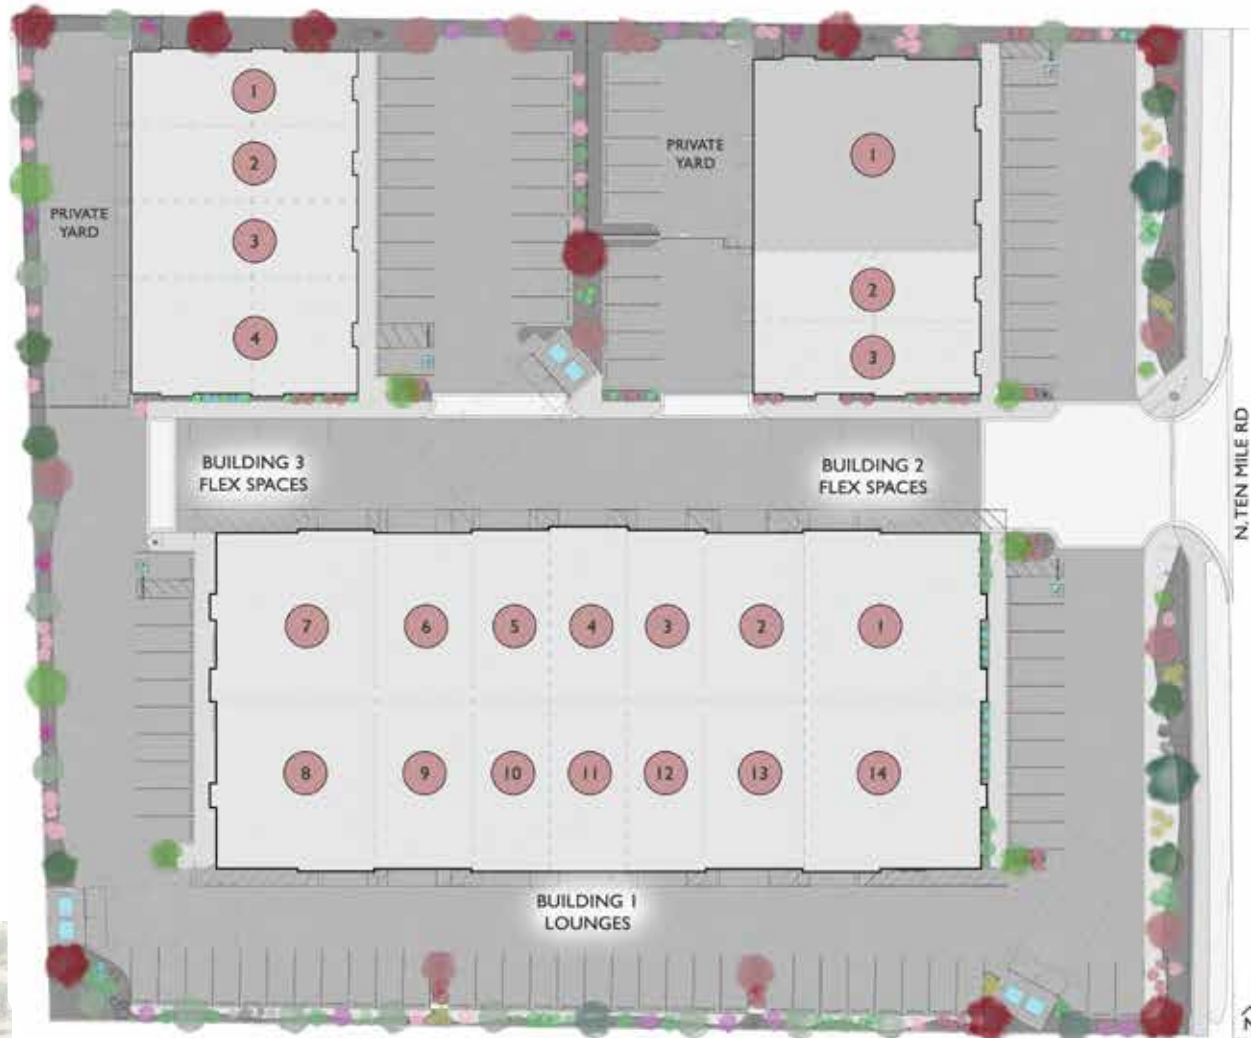 1
2
3
4
PRIVATE
YARD
PRIVATE
YARD
1
2
3
BUILDING 3
FLEX SPACES
BUILDING 2
FLEX SPACES
N. TEN MILE RD
7 6 5 4 3 2 1
8 9 10 11 12 13 14
BUILDING 1
LOUNGES
N